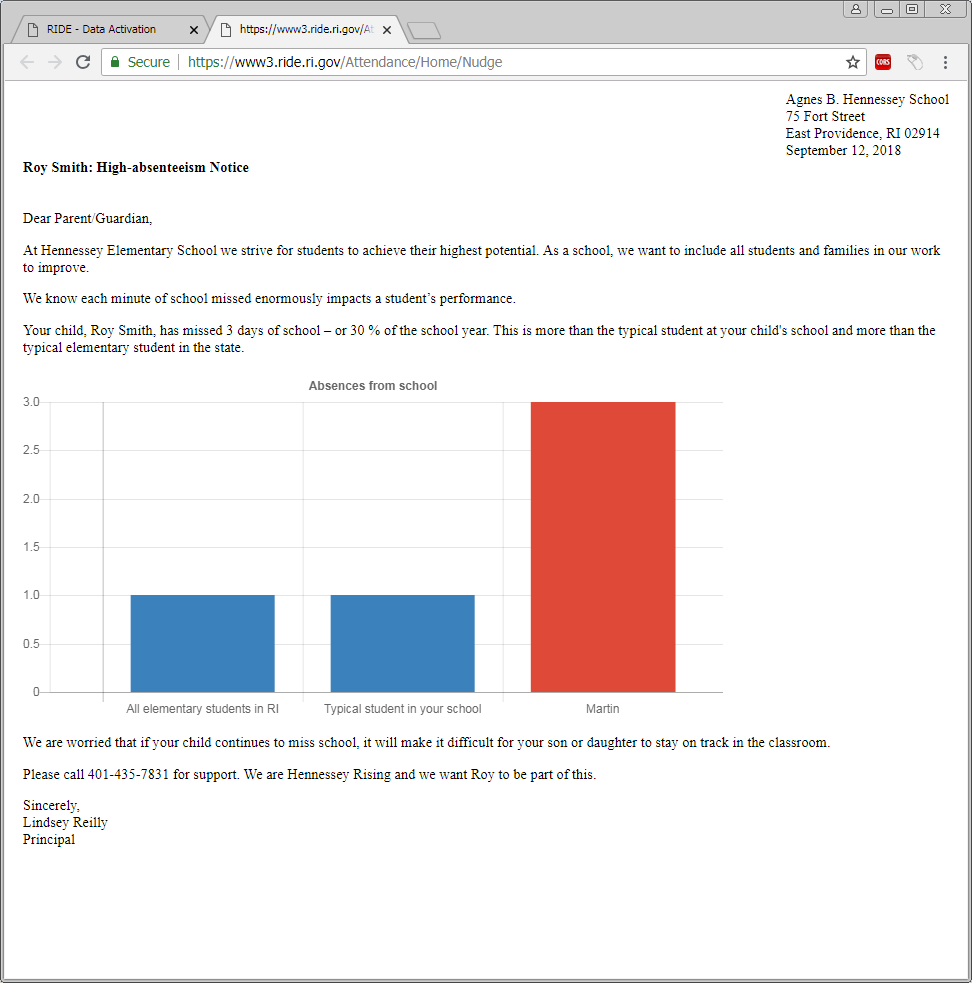 RIDE - Data Activation
https://www3.ride.ri.gov/At
Secure
https://www3.ride.ri.gov/Attendance/Home/Nudge
CORS
Agnes B. Hennessey School
75 Fort Street
East Providence, RI 02914
September 12, 2018
Roy Smith: High-absenteeism Notice
Dear Parent/Guardian,
At Hennessey Elementary School we strive for students to achieve their highest potential. As a school, we want to include all students and families in our work
to improve.
We know each minute of school missed enormously impacts a student’s performance.
Your child, Roy Smith, has missed 3 days of school – or 30 % of the school year. This is more than the typical student at your child's school and more than the
typical elementary student in the state.
Absences from school
3.0
2.5
2.0
1.5
1.0
0.5
0
All elementary students in RI
Typical student in your school
Martin
We are worried that if your child continues to miss school, it will make it difficult for your son or daughter to stay on track in the classroom.
Please call 401-435-7831 for support. We are Hennessey Rising and we want Roy to be part of this.
Sincerely,
Lindsey Reilly
Principal